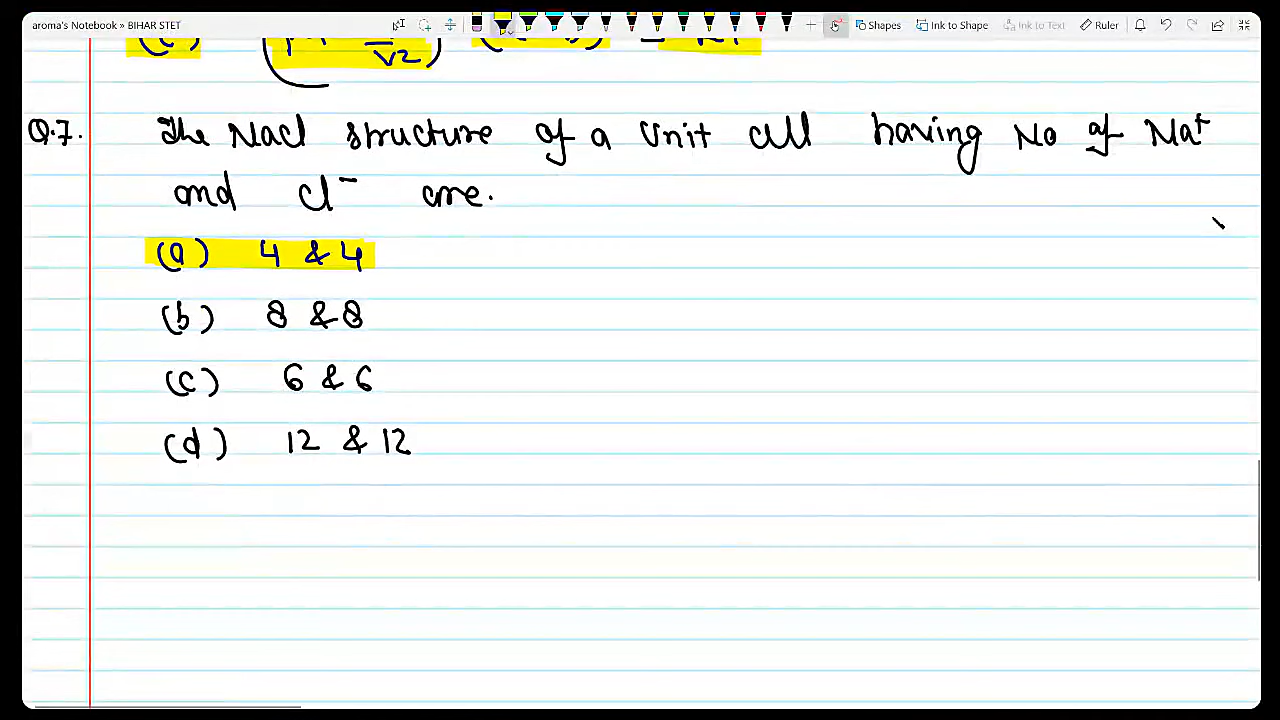 aroma's Notebook » BIHAR STET
Shapes Ink to Shape Ink to Text Ruler
(c) √2
Q.7. The Nacl structure of a Unit cell having No of Na+
and cl- are.
(a) 4 & 4
(b) 8 & 8
(c) 6 & 6
(d) 12 & 12